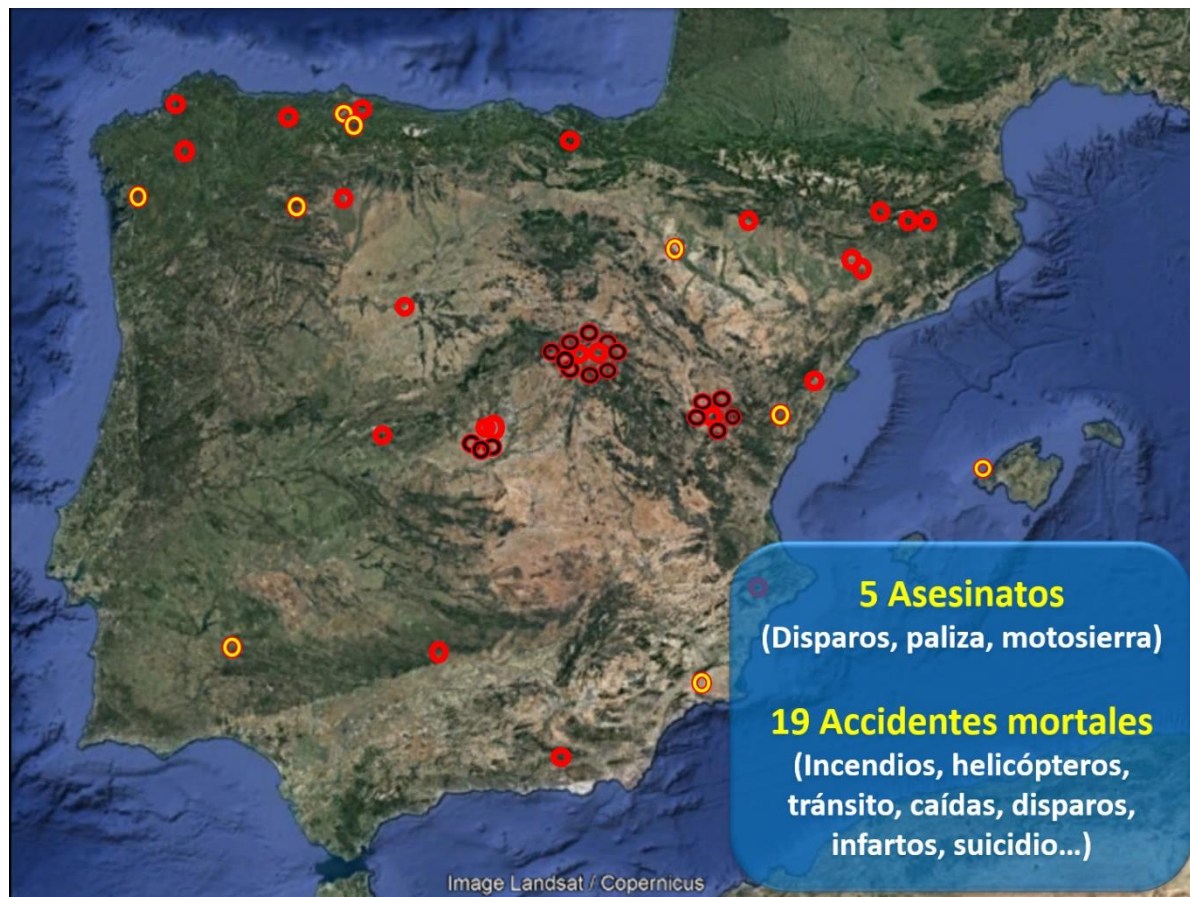 5 Asesinatos
(Disparos, paliza, motosierra)
19 Accidentes mortales
(Incendios, helicópteros,
tránsito, caídas, disparos,
infartos, suicidio...)
Image Landsat / Copernicus